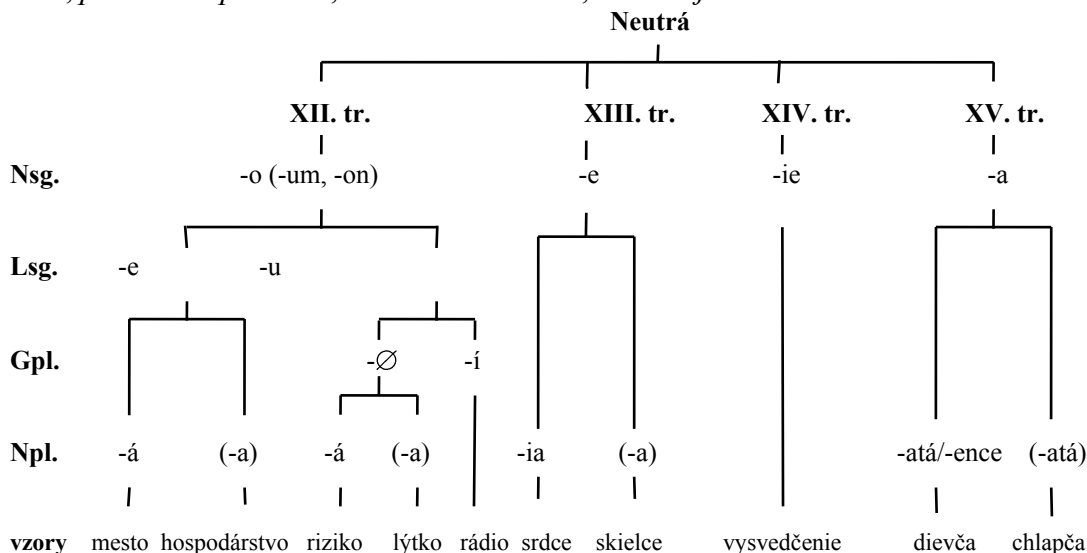 Neutrá
XII. tr. XIII. tr. XIV. tr. XV. tr.
Nsg. -o (-um, -on) -e -ie -a
Lsg. -e -u
Gpl. -∅ -í
Npl. -á (-a) -á (-a) -ia (-a) -atá/-ence (-atá)
vzory mesto hospodárstvo riziko lýtko rádio srdce skielce vysvedčenie dievča chlapča